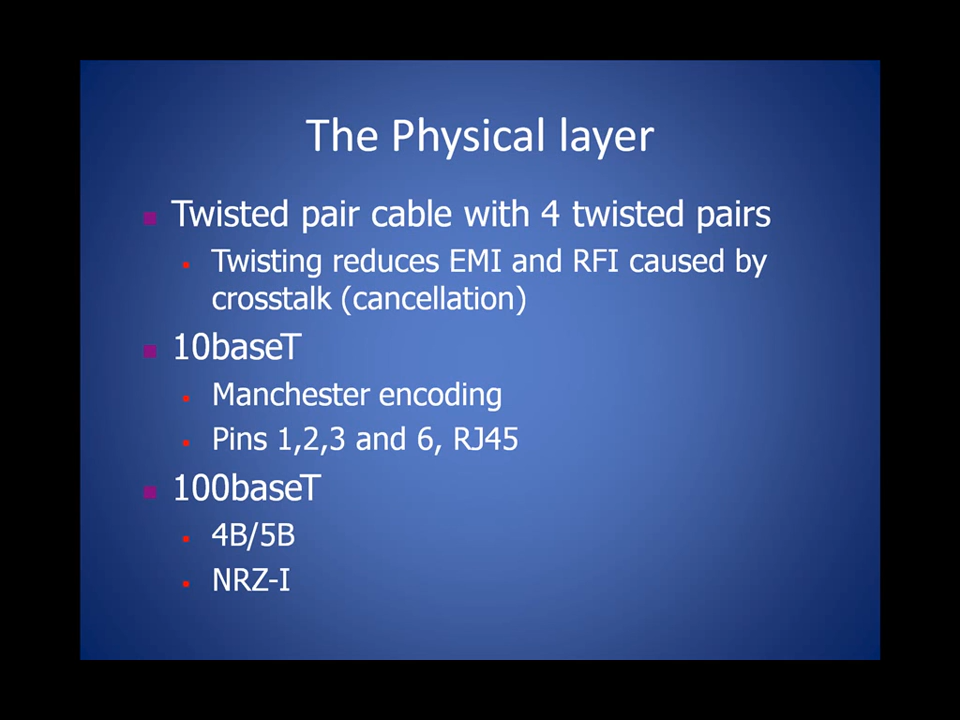 The Physical layer
Twisted pair cable with 4 twisted pairs
Twisting reduces EMI and RFI caused by
crosstalk (cancellation)
10baseT
Manchester encoding
Pins 1,2,3 and 6, RJ45
100baseT
4B/5B
NRZ-I